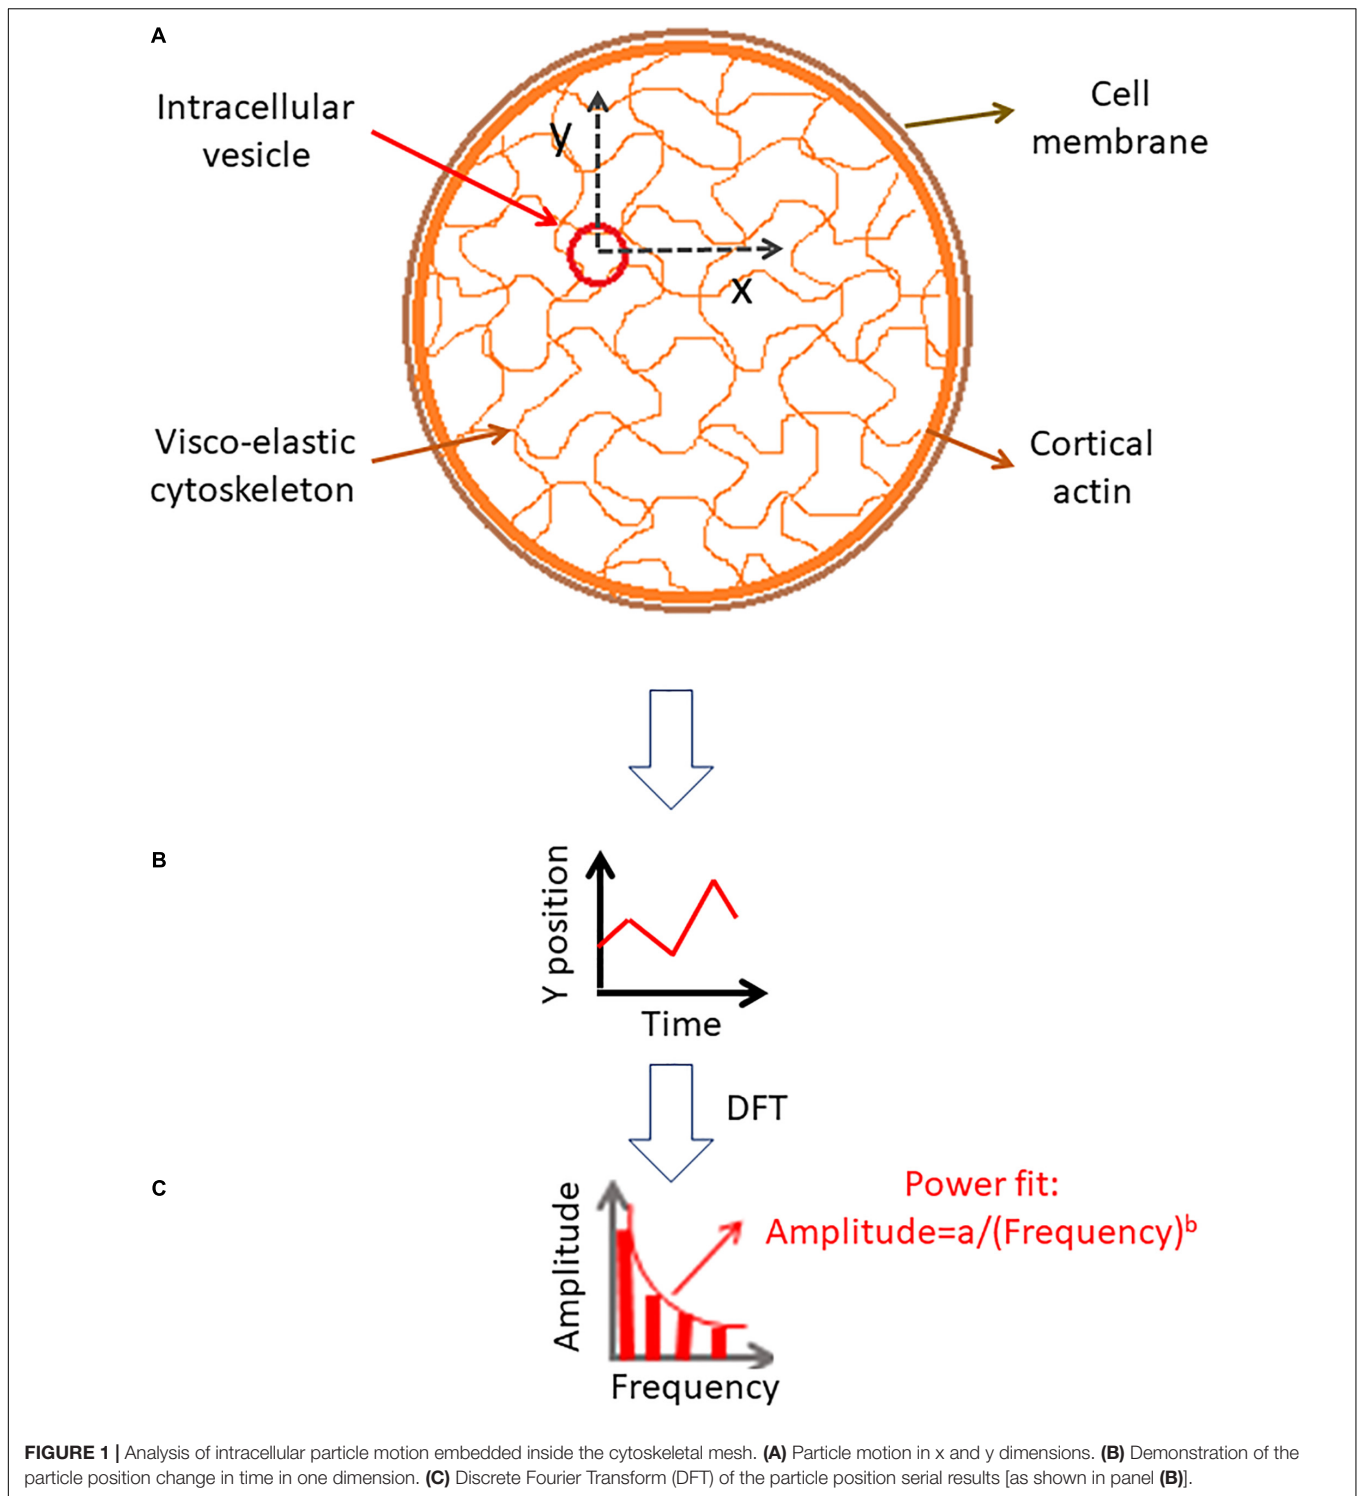 A
Intracellular
vesicle
Cell
membrane
y
x
Visco-elastic
cytoskeleton
Cortical
actin
B
Y position
Time
DFT
C
Amplitude
Frequency
Power fit:
Amplitude=a/(Frequency)ᵇ
FIGURE 1 | Analysis of intracellular particle motion embedded inside the cytoskeletal mesh. (A) Particle motion in x and y dimensions. (B) Demonstration of the
particle position change in time in one dimension. (C) Discrete Fourier Transform (DFT) of the particle position serial results [as shown in panel (B)].